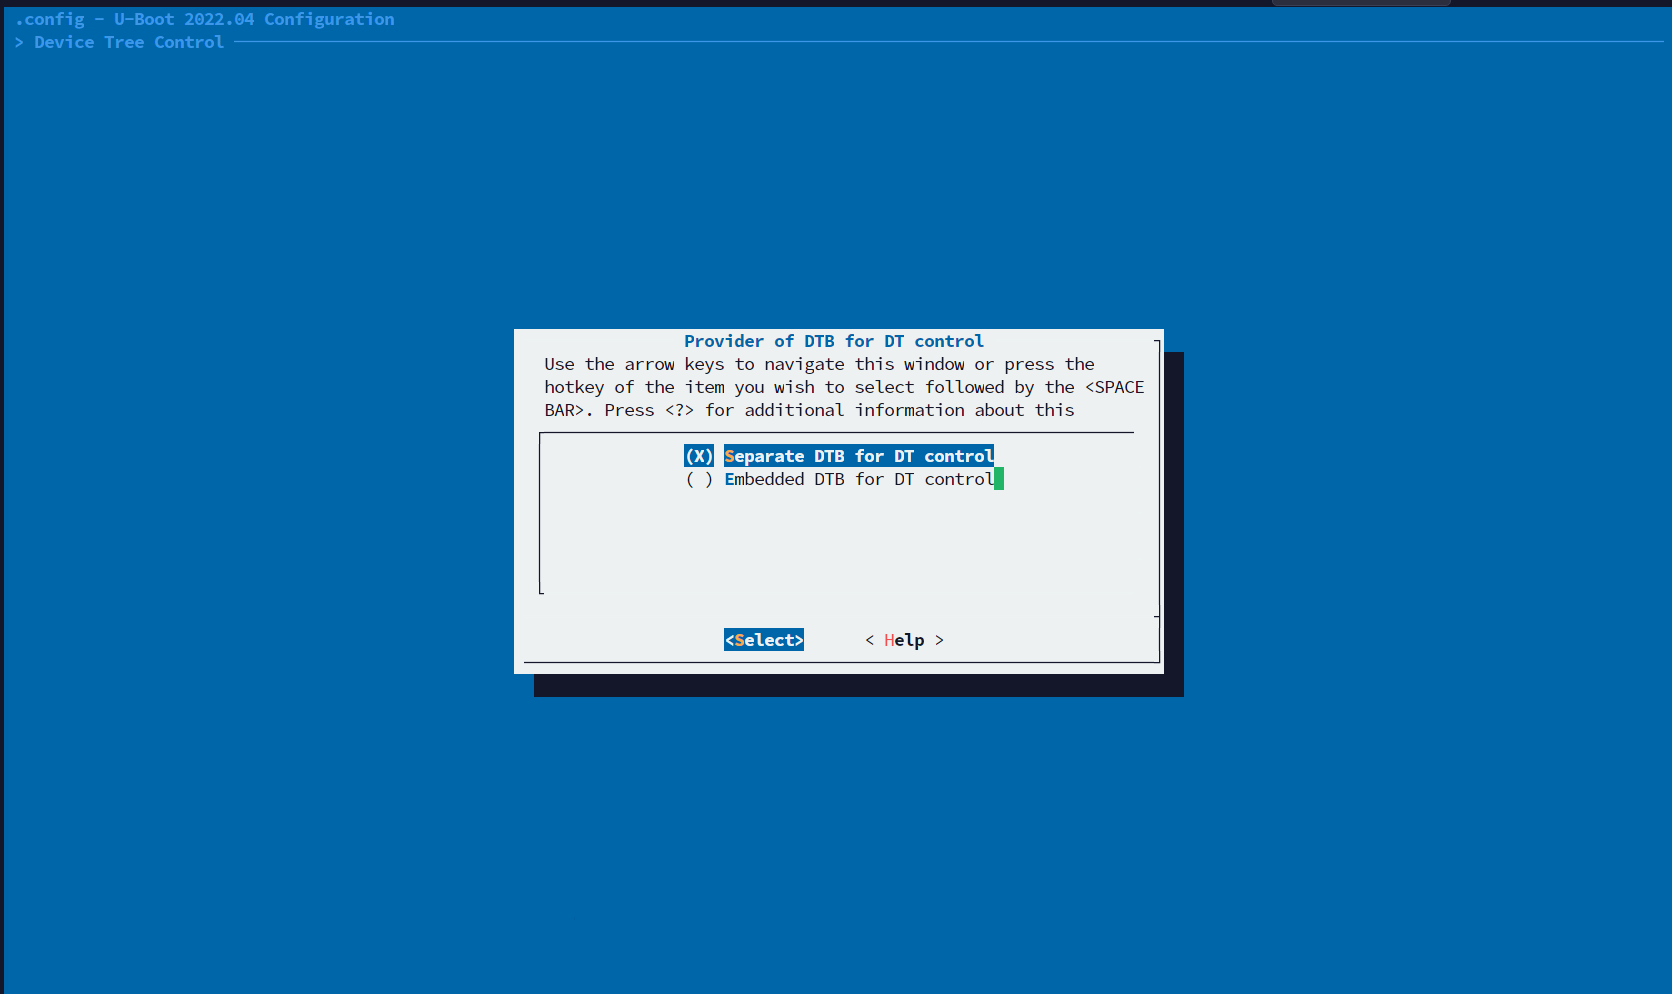 .config - U-Boot 2022.04 Configuration
> Device Tree Control
Provider of DTB for DT control
Use the arrow keys to navigate this window or press the
hotkey of the item you wish to select followed by the <SPACE
BAR>. Press <?> for additional information about this
(X) Separate DTB for DT control
( ) Embedded DTB for DT control
<Select> < Help >